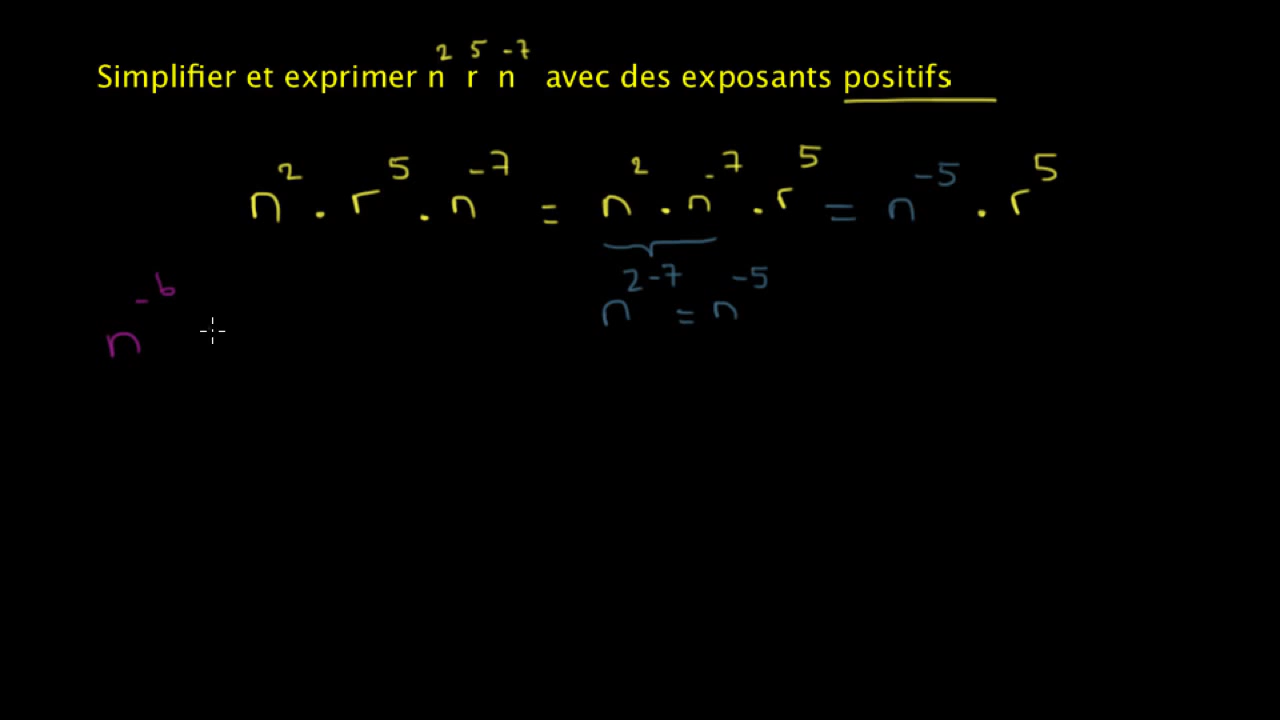 Simplifier et exprimer n² r⁵ n⁻⁷ avec des exposants positifs
n² . r⁵ . n⁻⁷ = n² . n⁻⁷ . r⁵ = n⁻⁵ . r⁵
n²⁻⁷ = n⁻⁵
n⁻⁶